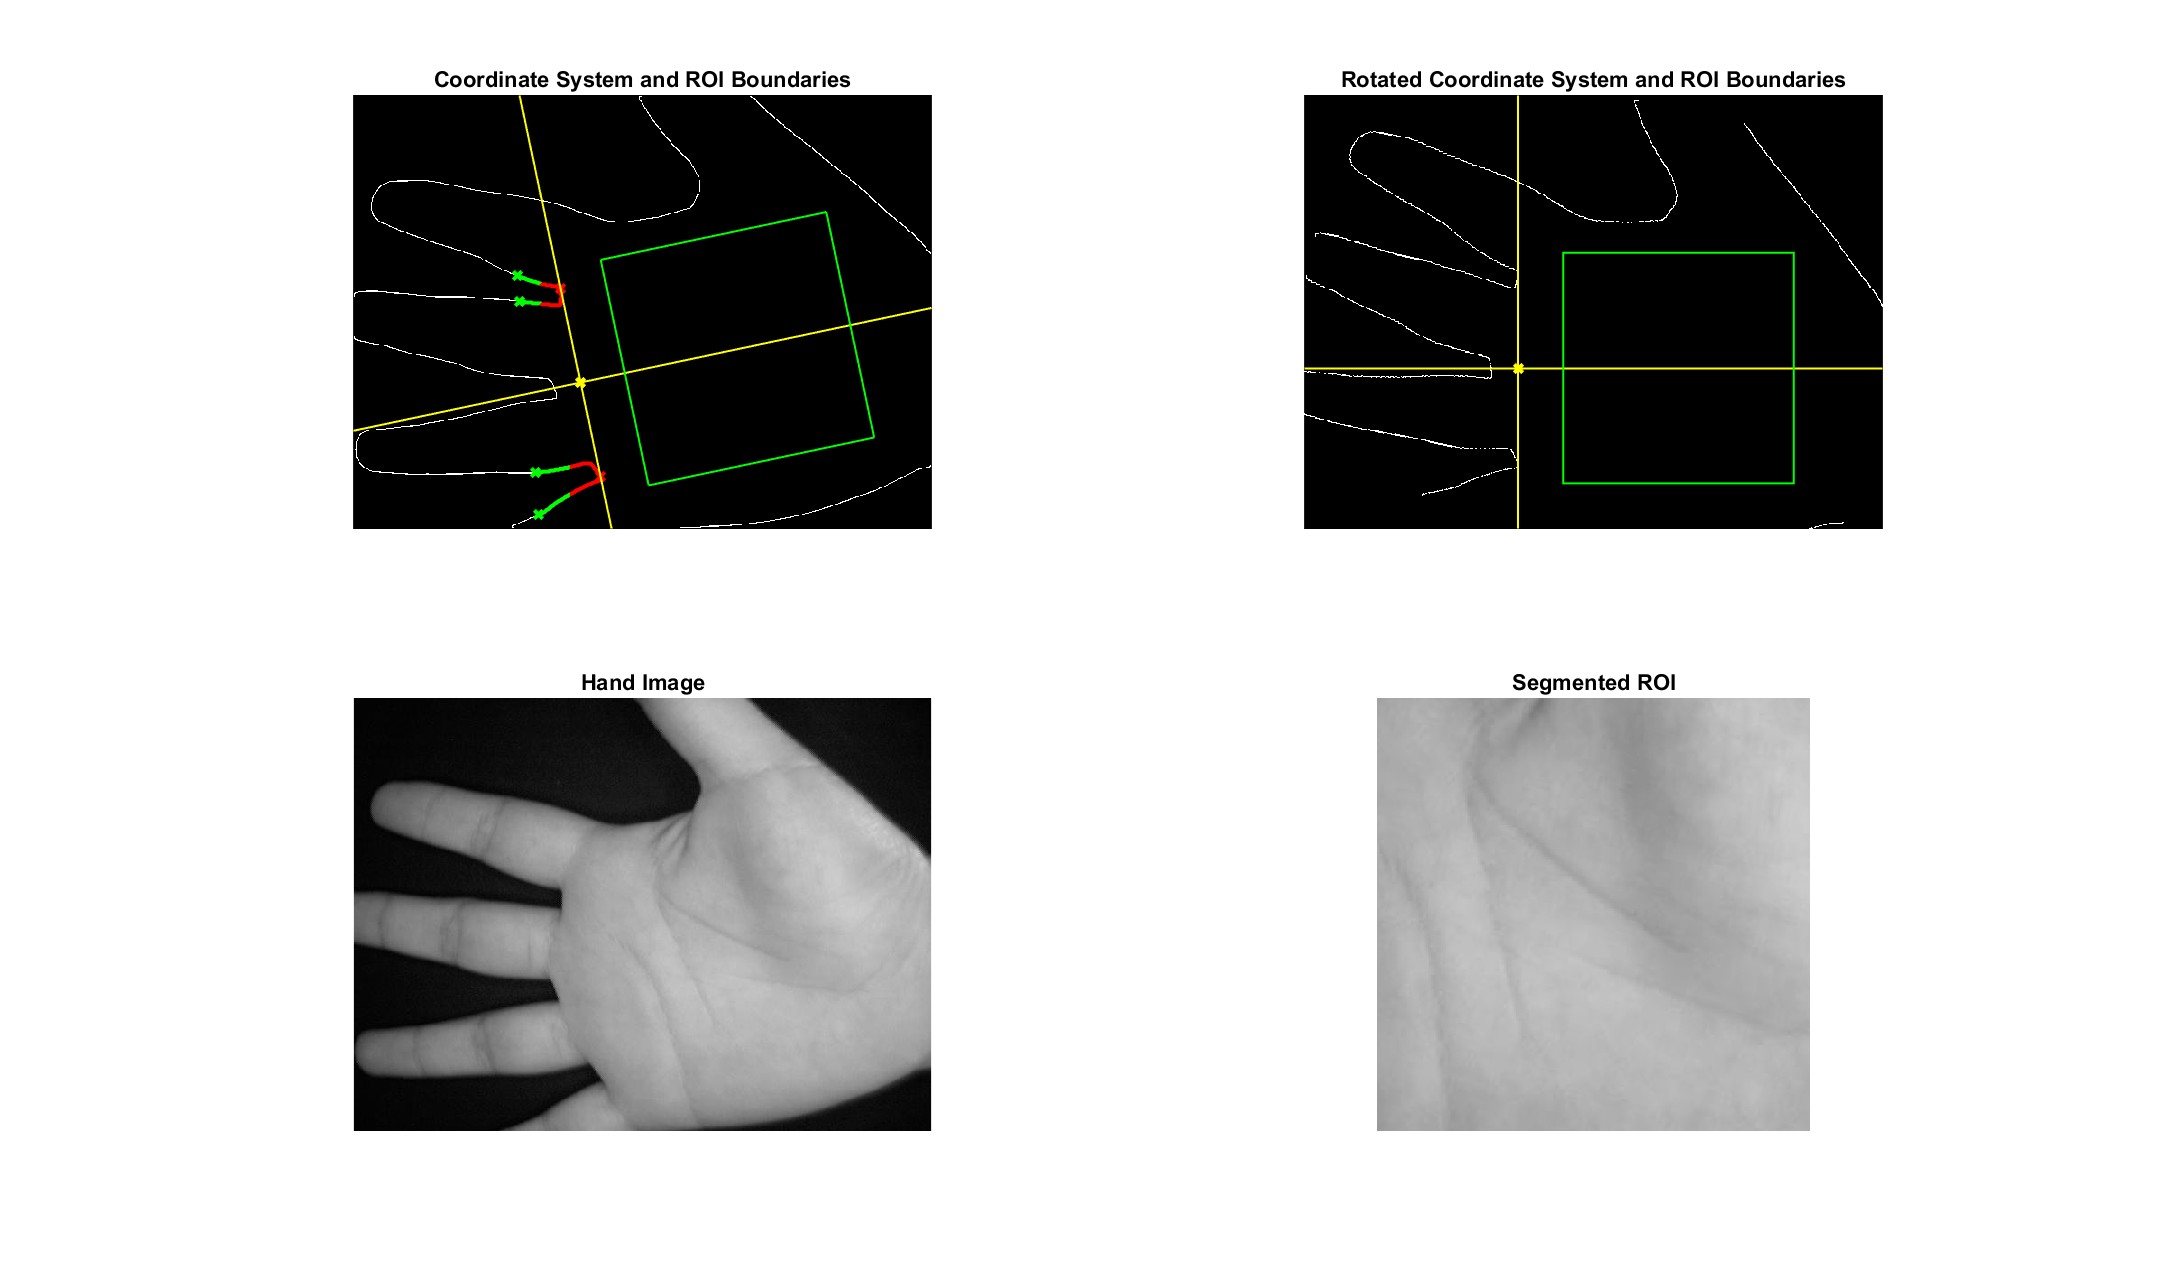 Coordinate System and ROI Boundaries
Rotated Coordinate System and ROI Boundaries
Hand Image
Segmented ROI